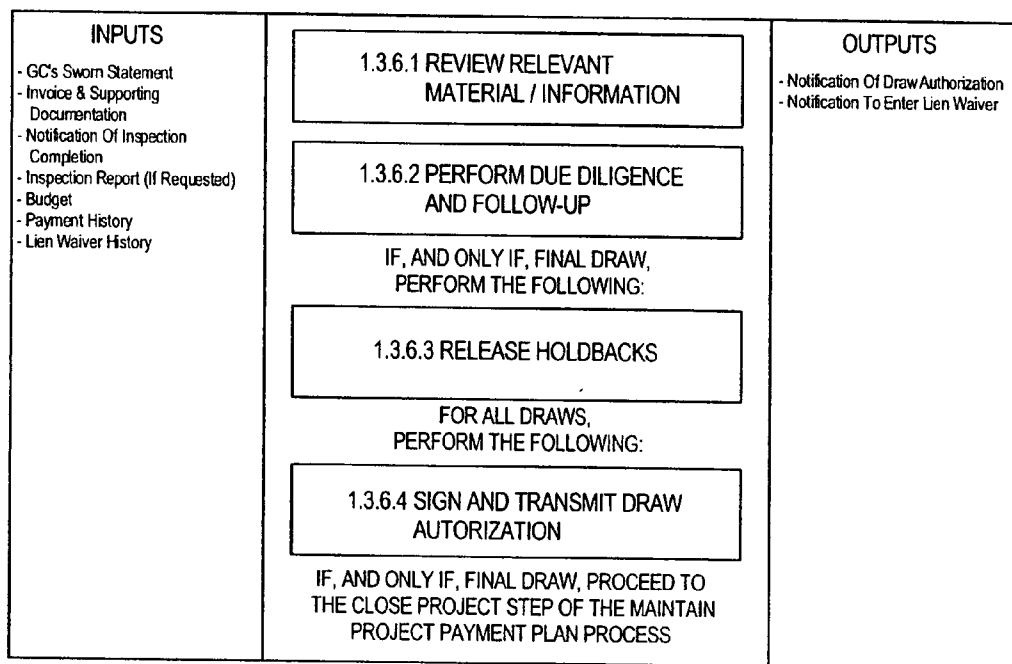 INPUTS
- GC's Sworn Statement
- Invoice & Supporting
Documentation
- Notification Of Inspection
Completion
- Inspection Report (If Requested)
- Budget
- Payment History
- Lien Waiver History
1.3.6.1 REVIEW RELEVANT
MATERIAL / INFORMATION
1.3.6.2 PERFORM DUE DILIGENCE
AND FOLLOW-UP
IF, AND ONLY IF, FINAL DRAW,
PERFORM THE FOLLOWING:
1.3.6.3 RELEASE HOLDBACKS
FOR ALL DRAWS,
PERFORM THE FOLLOWING:
1.3.6.4 SIGN AND TRANSMIT DRAW
AUTORIZATION
IF, AND ONLY IF, FINAL DRAW, PROCEED TO
THE CLOSE PROJECT STEP OF THE MAINTAIN
PROJECT PAYMENT PLAN PROCESS
OUTPUTS
- Notification Of Draw Authorization
- Notification To Enter Lien Waiver